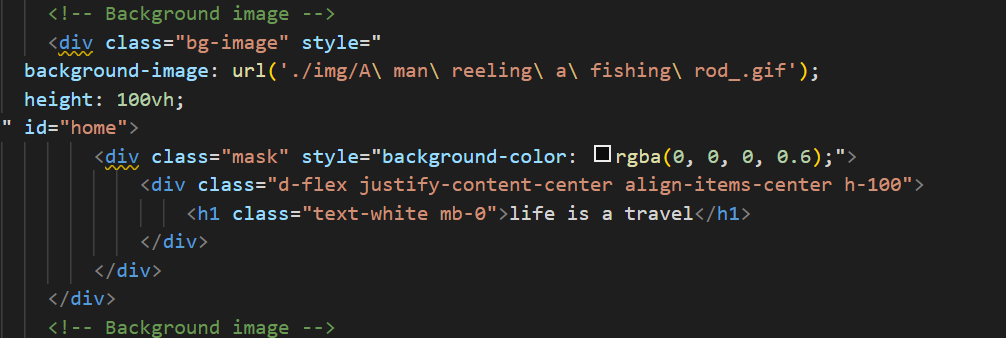 <!-- Background image -->
<div class="bg-image" style="
background-image: url('./img/A\ man\ reeling\ a\ fishing\ rod_.gif');
height: 100vh;
" id="home">
<div class="mask" style="background-color: rgba(0, 0, 0, 0.6);">
<div class="d-flex justify-content-center align-items-center h-100">
<h1 class="text-white mb-0">life is a travel</h1>
</div>
</div>
</div>
<!-- Background image -->